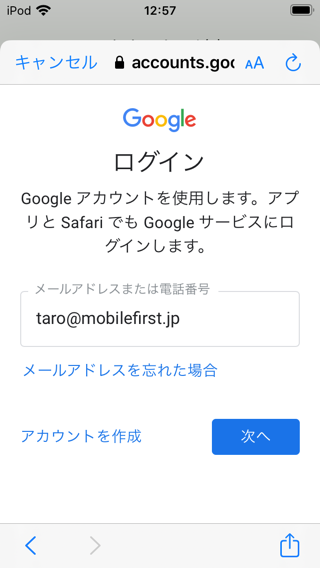 iPod 12:57
キャンセル accounts.goo AA
Google
ログイン
Google アカウントを使用します。アプ
リと Safari でも Google サービスにロ
グインします。
メールアドレスまたは電話番号
taro@mobilefirst.jp
メールアドレスを忘れた場合
アカウントを作成 次へ